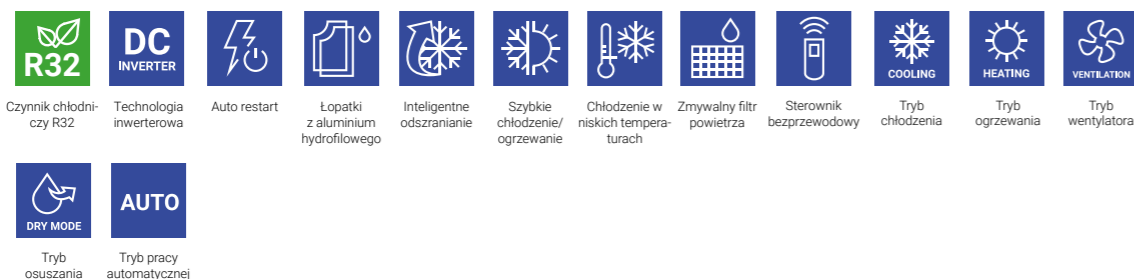 R32
DC
INVERTER
COOLING
HEATING
VENTILATION
Czynnik chłodni-
czy R32
Technologia
inwerterowa
Auto restart
Łopatki
z aluminium
hydrofilowego
Inteligentne
odszranianie
Szybkie
chłodzenie/
ogrzewanie
Chłodzenie w
niskich tempera-
turach
Zmywalny filtr
powietrza
Sterownik
bezprzewodowy
Tryb
chłodzenia
Tryb
ogrzewania
Tryb
wentylatora
DRY MODE
AUTO
Tryb
osuszania
Tryb pracy
automatycznej